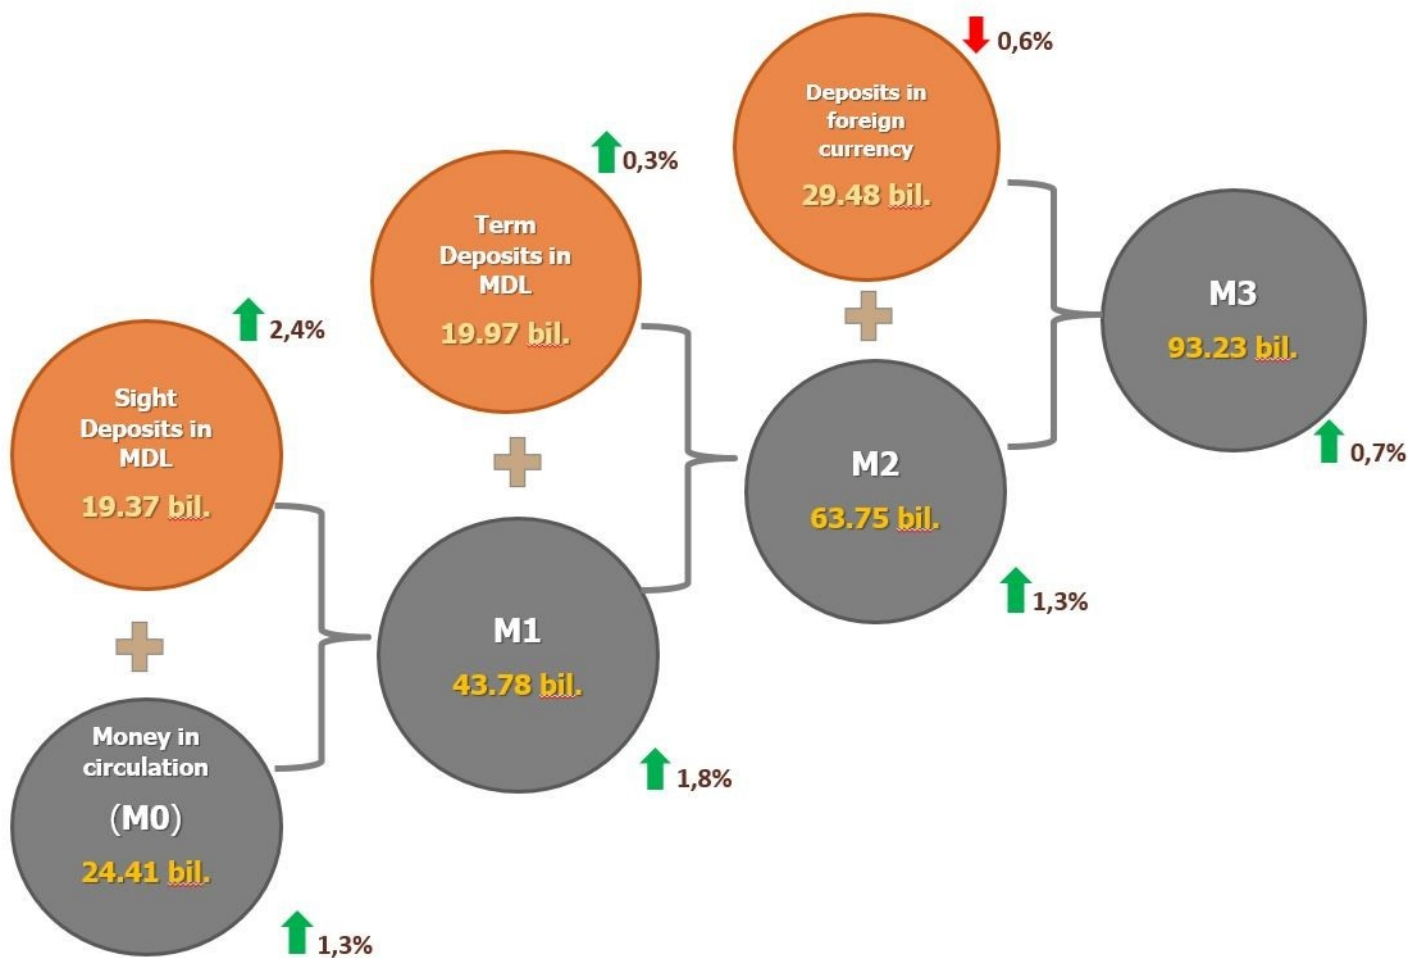 Sight
Deposits in
MDL
19.37 bil.
2,4%
Money in
circulation
(M0)
24.41 bil.
1,3%
Term
Deposits in
MDL
19.97 bil.
0,3%
M1
43.78 bil.
1,8%
Deposits in
foreign
currency
29.48 bil.
0,6%
M2
63.75 bil.
1,3%
M3
93.23 bil.
0,7%